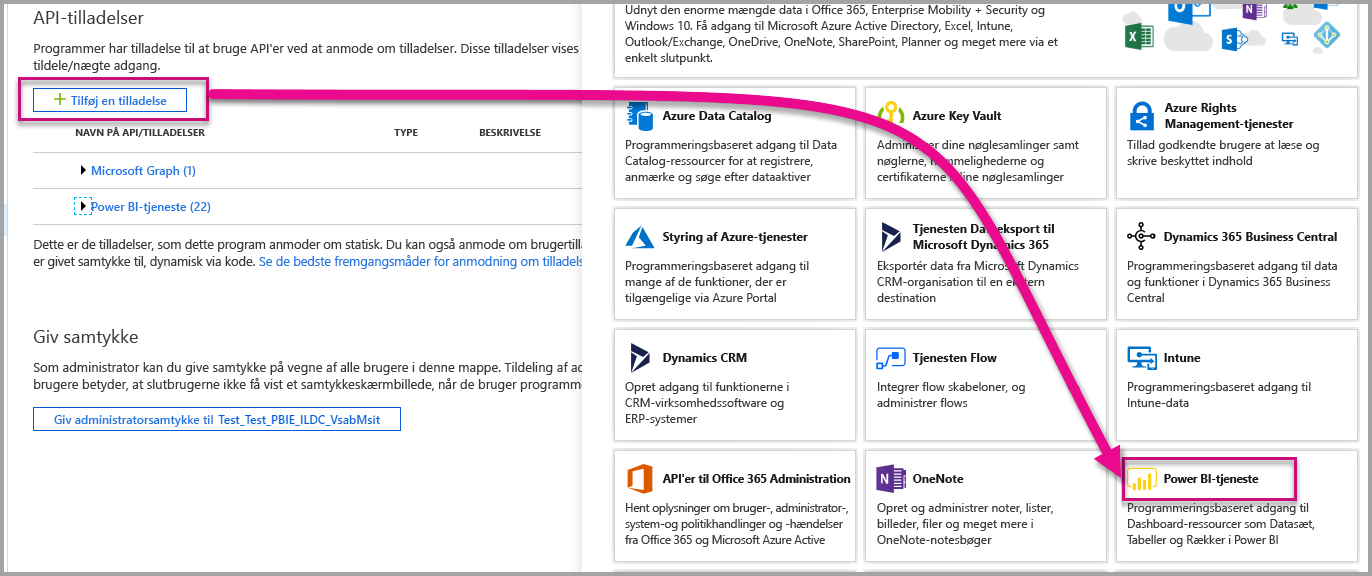 API-tilladelser
Programmer har tilladelse til at bruge API'er ved at anmode om tilladelser. Disse tilladelser vises
tildele/nægte adgang.
Tilføj en tilladelse
NAVN PÅ API/TILLADELSER TYPE BESKRIVELSE
Microsoft Graph (1)
Power BI-tjeneste (22)
Dette er de tilladelser, som dette program anmoder om statisk. Du kan også anmode om brugertill
er givet samtykke til, dynamisk via kode. Se de bedste fremgangsmåder for anmodning om tilladels
Giv samtykke
Som administrator kan du give samtykke på vegne af alle brugere i denne mappe. Tildeling af ad
brugere betyder, at slutbrugerne ikke få vist et samtykkeskærmbillede, når de bruger programme
Giv administratorsamtykke til Test_Test_PBIE_ILDC_VsabMsit
Udnyt den enorme mængde data i Office 365, Enterprise Mobility + Security og
Windows 10. Få adgang til Microsoft Azure Active Directory, Excel, Intune,
Outlook/Exchange, OneDrive, OneNote, SharePoint, Planner og meget mere via et
enkelt slutpunkt.
Azure Data Catalog
Programmeringsbaseret adgang til Data
Catalog-ressourcer for at registrere,
anmærke og søge efter dataaktiver
Azure Key Vault
dine nøglesamlinger samt
nøglerne,
certifikaterne nøglesamlinger
Azure Rights
Management-tjenester
Tillad godkendte brugere at læse og
skrive beskyttet indhold
Styring af Azure-tjenester
Programmeringsbaseret adgang til
mange af de funktioner, der er
tilgængelige via Azure Portal
Tjenesten til
Microsoft Dynamics 365
Eksportér data fra Microsoft Dynamics
CRM-organisation til en
destination
Dynamics 365 Business Central
Programmeringsbaseret adgang til data
og funktioner i Dynamics 365 Business
Central
Dynamics CRM
Opret adgang til funktionerne i
CRM-virksomhedssoftware og
ERP-systemer
Tjenesten Flow
Integrer flow skabeloner, og
administrer flows
Intune
Programmeringsbaseret adgang til
Intune-data
API'er til Office 365 Administration
Hent oplysninger om bruger-, administrator-,
system-og politikhandlinger og -hændelser
fra Office 365 og Microsoft Azure Active
OneNote
Opret og administrer noter, lister,
billeder, filer og meget mere i
OneNote-notesbøger
Power BI-tjeneste
Programmeringsbaseret adgang til
Dashboard-ressourcer som Datasæt,
Tabeller og Rækker i Power BI